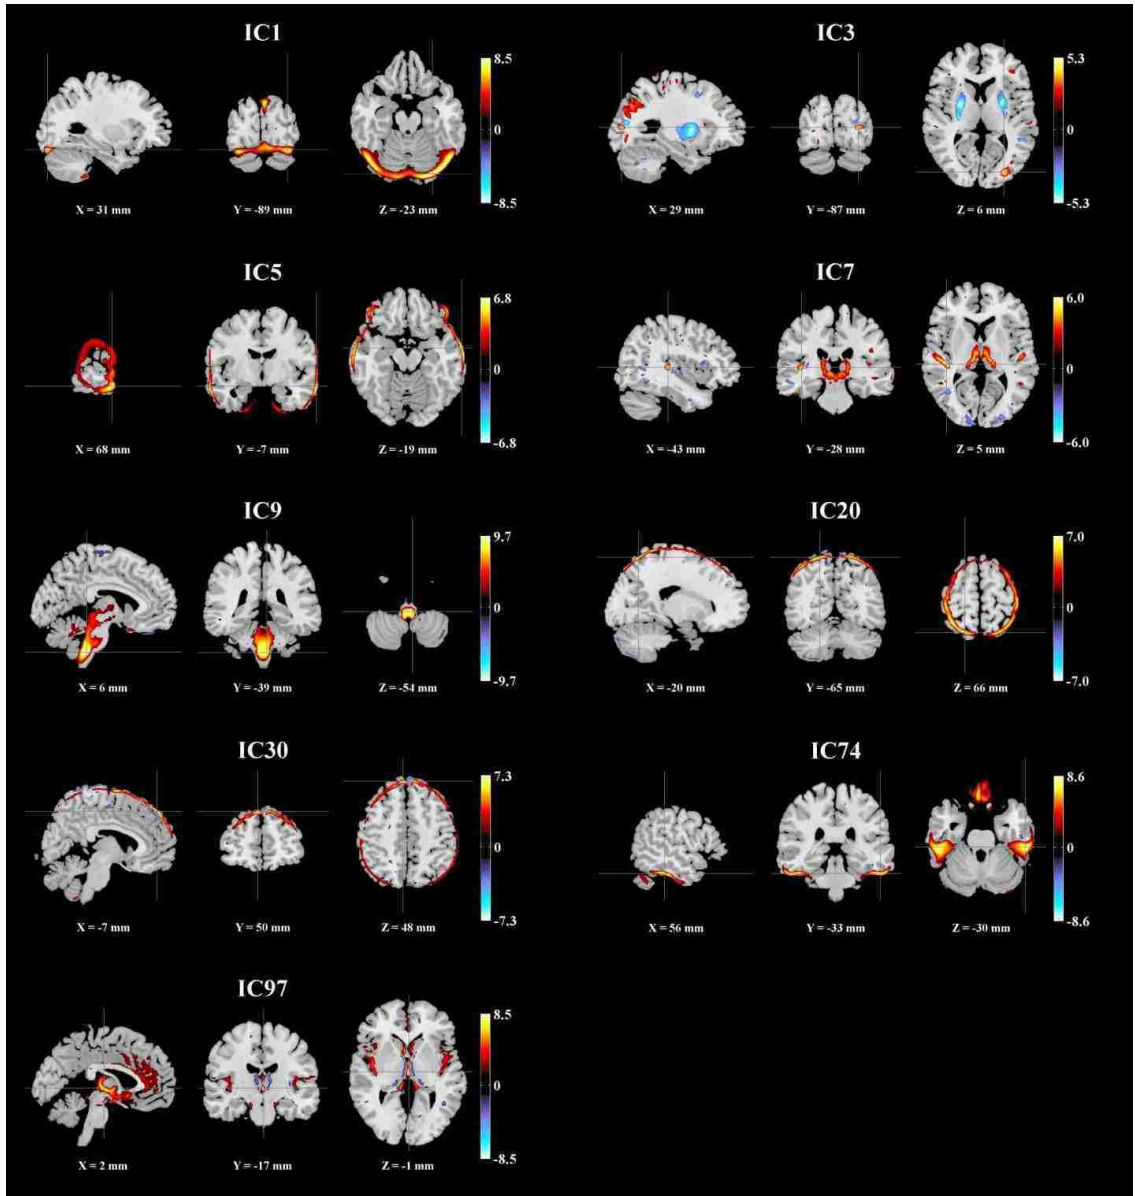 IC1
8.5
0
-8.5
X = 31 mm Y = -89 mm Z = -23 mm
IC3
5.3
0
-5.3
X = 29 mm Y = -87 mm Z = 6 mm
IC5
6.8
0
-6.8
X = 68 mm Y = -7 mm Z = -19 mm
IC7
6.0
0
-6.0
X = -43 mm Y = -28 mm Z = 5 mm
IC9
9.7
0
-9.7
X = 6 mm Y = -39 mm Z = -54 mm
IC20
7.0
0
-7.0
X = -20 mm Y = -65 mm Z = 66 mm
IC30
7.3
0
-7.3
X = -7 mm Y = 50 mm Z = 48 mm
IC74
8.6
0
-8.6
X = 56 mm Y = -33 mm Z = -30 mm
IC97
8.5
0
-8.5
X = 2 mm Y = -17 mm Z = -1 mm